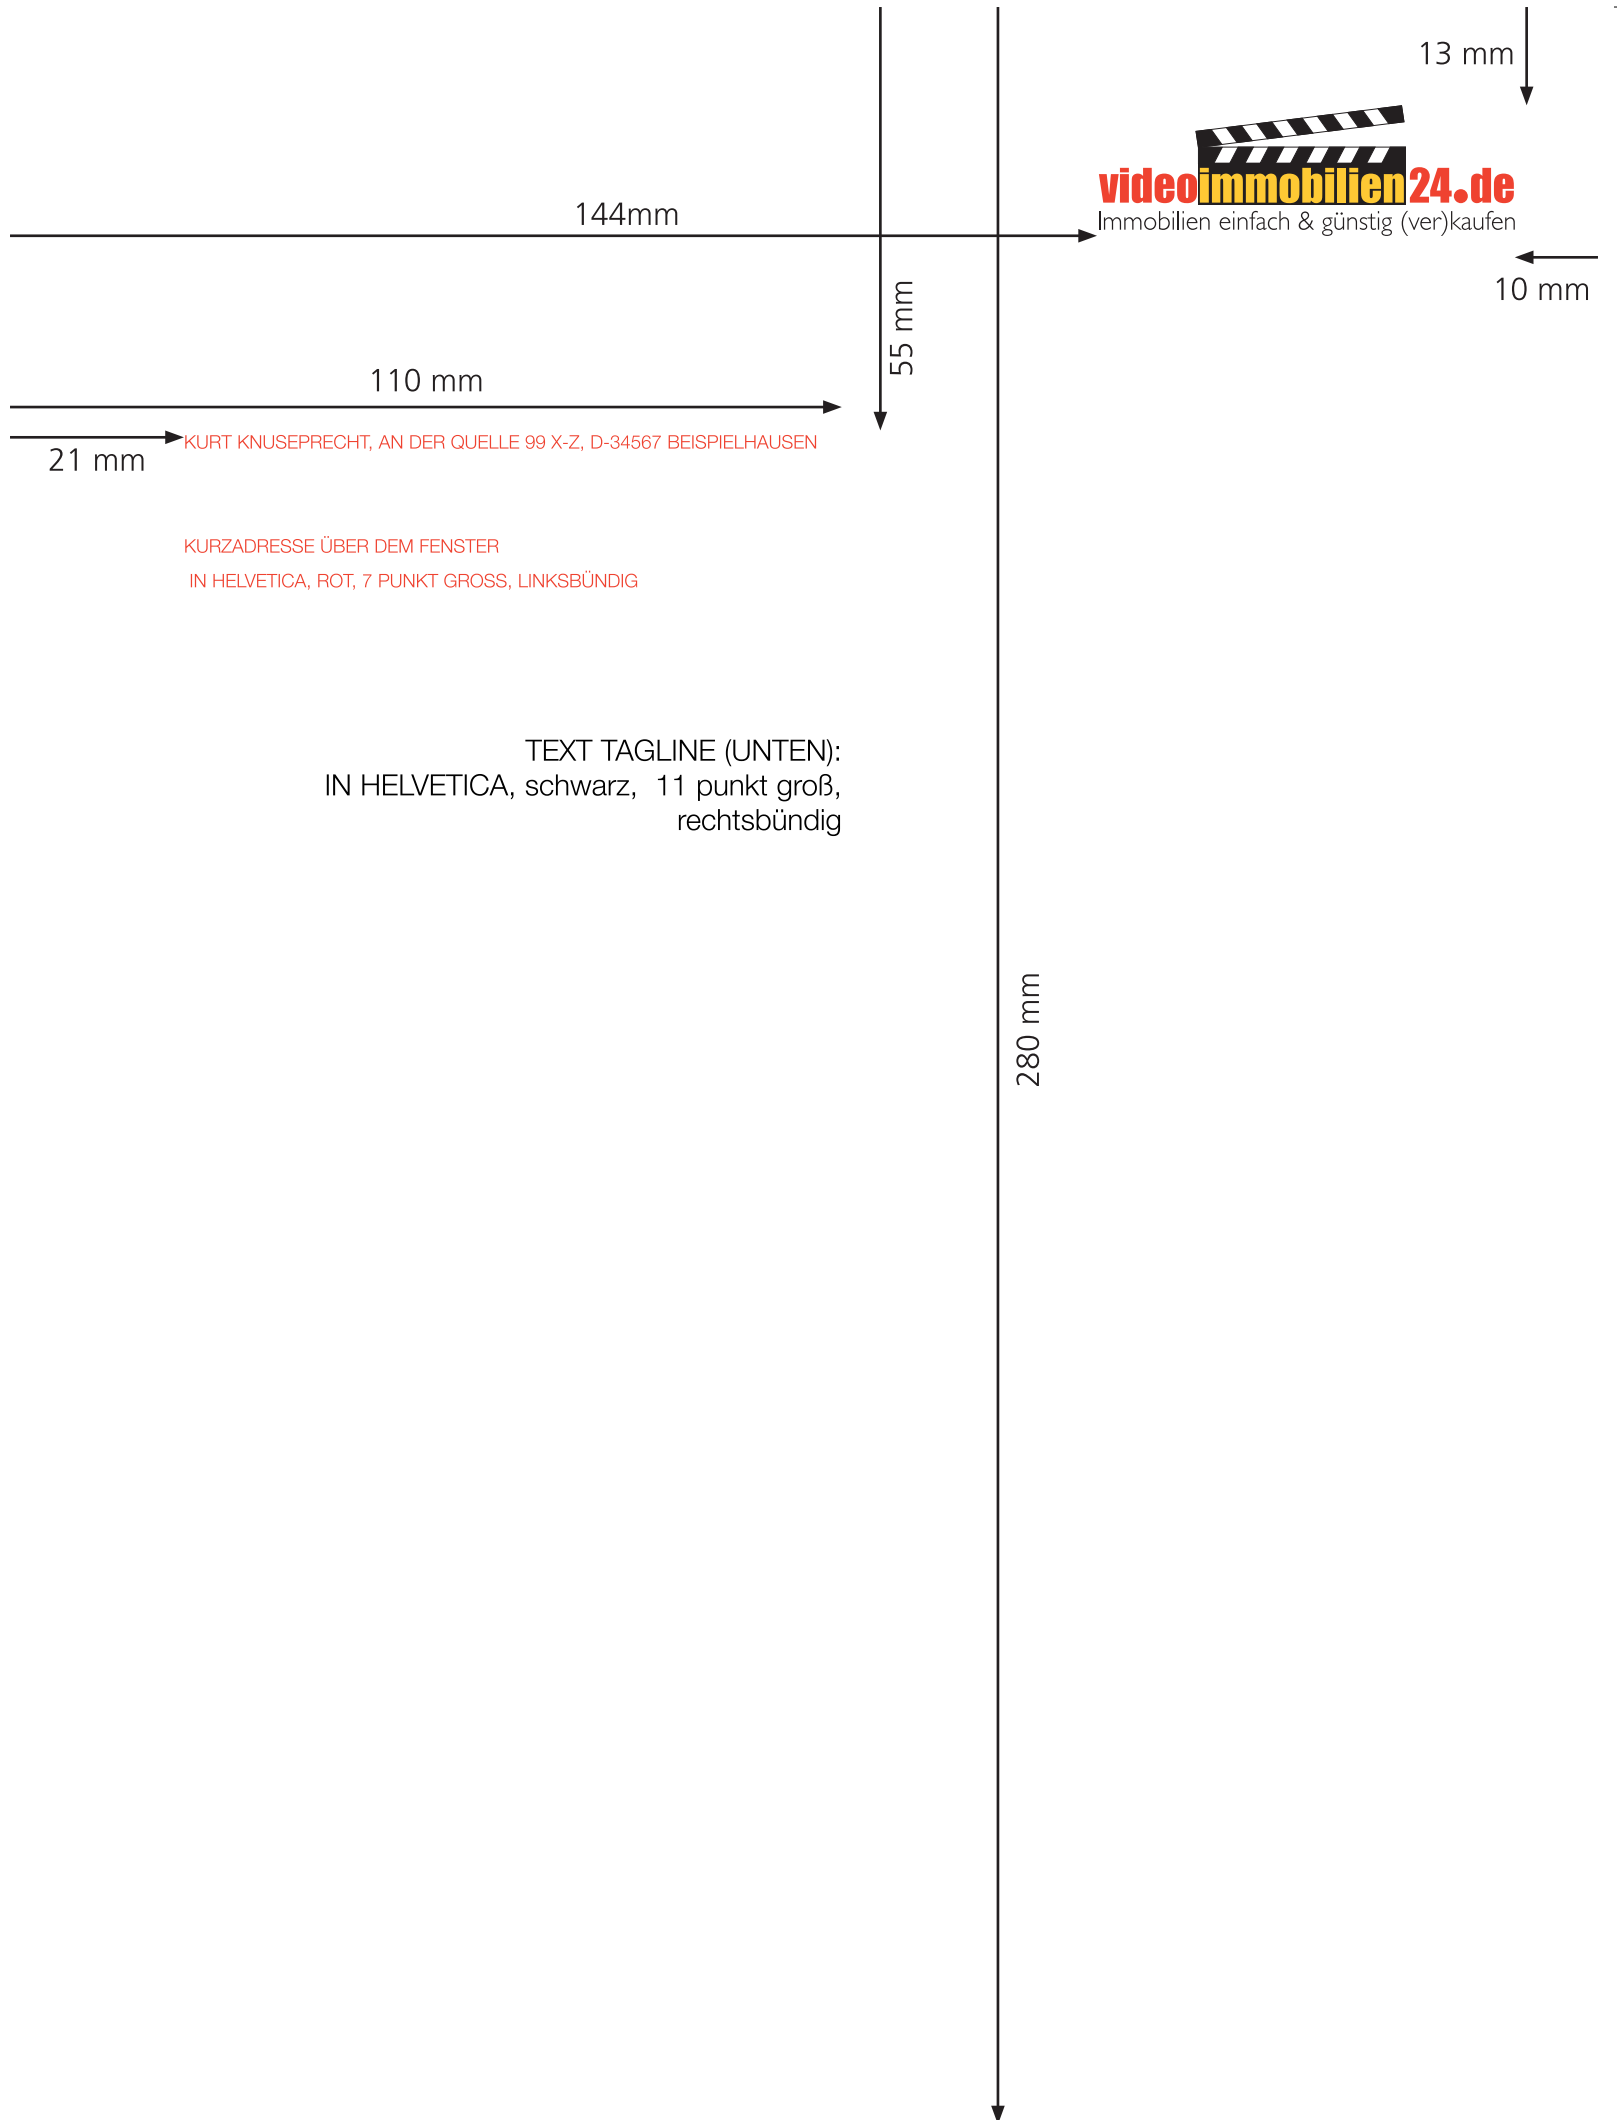 13 mm
videoimmobilien24.de
Immobilien einfach & günstig (ver)kaufen
144mm
10 mm
55 mm
110 mm
21 mm
KURT KNUSEPRECHT, AN DER QUELLE 99 X-Z, D-34567 BEISPIELHAUSEN
KURZADRESSE ÜBER DEM FENSTER
IN HELVETICA, ROT, 7 PUNKT GROSS, LINKSBÜNDIG
TEXT TAGLINE (UNTEN):
IN HELVETICA, schwarz, 11 punkt groß,
rechtsbündig
280 mm